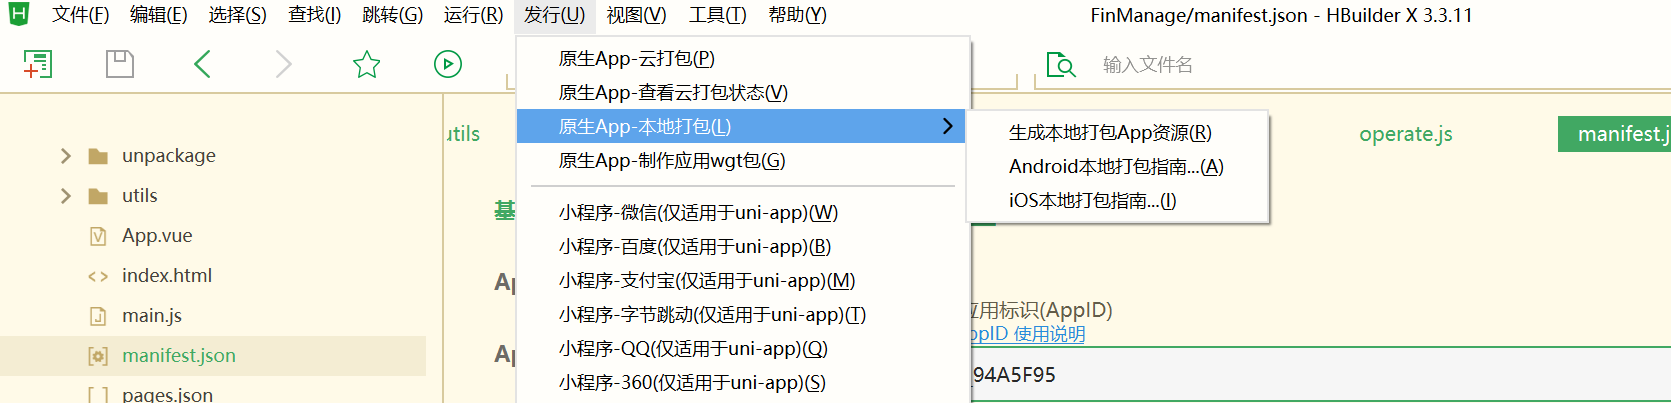 文件(F) 编辑(E) 选择(S) 查找(I) 跳转(G) 运行(R) 发行(U) 视图(V) 工具(T) 帮助(Y) FinManage/manifest.json - HBuilder X 3.3.11
输入文件名
原生App-云打包(P)
原生App-查看云打包状态(V)
原生App-本地打包(L)
原生App-制作应用wgt包(G)
小程序-微信(仅适用于uni-app)(W)
小程序-百度(仅适用于uni-app)(B)
小程序-支付宝(仅适用于uni-app)(M)
小程序-字节跳动(仅适用于uni-app)(T)
小程序-QQ(仅适用于uni-app)(Q)
小程序-360(仅适用于uni-app)(S)
生成本地打包App资源(R)
Android本地打包指南...(A)
iOS本地打包指南...(I)
unpackage
utils
App.vue
index.html
main.js
manifest.json
pages.json
utils
operate.js
manifest.j
基
Ap
应用标识(AppID)
ppID 使用说明
94A5F95
Ap